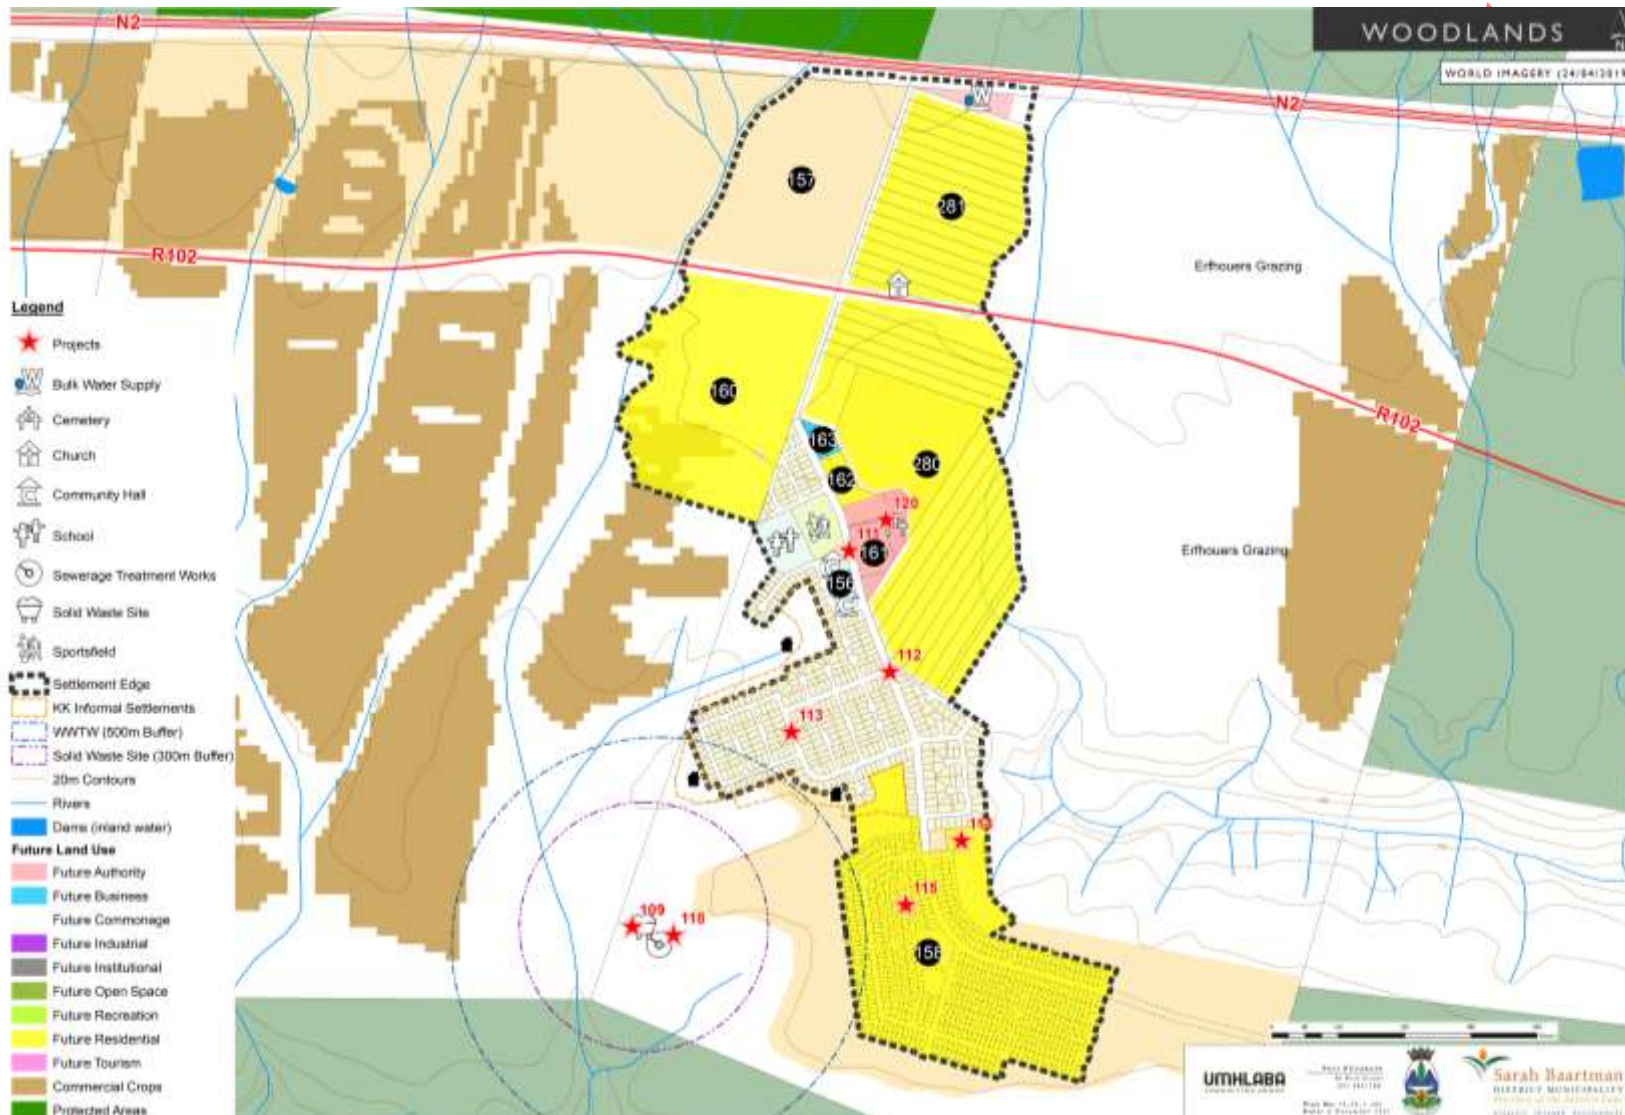 WOODLANDS
N
WORLD IMAGERY (24/04/2019
N2
N2
W
157
281
R102
Erfhouers Grazing
160
R102
163
280
162
120
111
161
Erfhouers Grazing
156
112
113
115
158
109
Legend
Projects
Bulk Water Supply
Cemetery
Church
Community Hall
School
Sewerage Treatment Works
Solid Waste Site
Sportsfield
Settlement Edge
KK Informal Settlements
WWTW (500m Buffer)
Solid Waste Site (300m Buffer)
20m Contours
Rivers
Dams (inland water)
Future Land Use
Future Authority
Future Business
Future Commonage
Future Industrial
Future Institutional
Future Open Space
Future Recreation
Future Residential
Future Tourism
Commercial Crops
Protected Areas
UMHLABA
Sarah Baartman
DISTRICT MUNICIPALITY